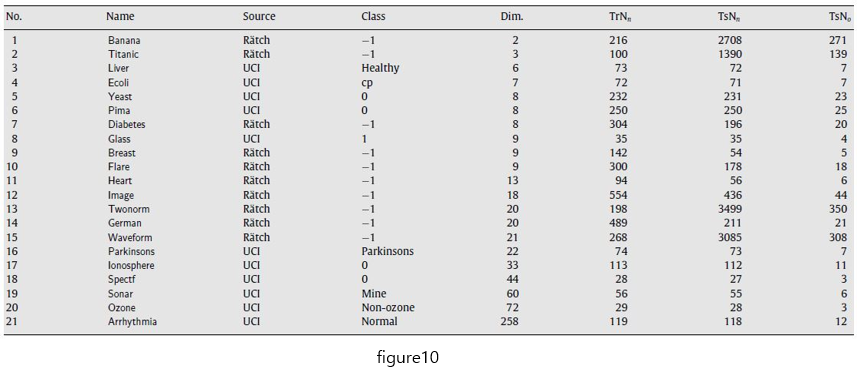 No. Name Source Class Dim. TrNn TsNn TsNo
1 Banana Rätch −1 2 216 2708 271
2 Titanic Rätch −1 3 100 1390 139
3 Liver UCI Healthy 6 73 72 7
4 Ecoli UCI cp 7 72 71 7
5 Yeast UCI 0 8 232 231 23
6 Pima UCI 0 8 250 250 25
7 Diabetes Rätch −1 8 304 196 20
8 Glass UCI 1 9 35 35 4
9 Breast Rätch −1 9 142 54 5
10 Flare Rätch −1 9 300 178 18
11 Heart Rätch −1 13 94 56 6
12 Image Rätch −1 18 554 436 44
13 Twonorm Rätch −1 20 198 3499 350
14 German Rätch −1 20 489 211 21
15 Waveform Rätch −1 21 268 3085 308
16 Parkinsons UCI Parkinsons 22 74 73 7
17 Ionosphere UCI 0 33 113 112 11
18 Spectf UCI 0 44 28 27 3
19 Sonar UCI Mine 60 56 55 6
20 Ozone UCI Non-ozone 72 29 28 3
21 Arrhythmia UCI Normal 258 119 118 12
figure10